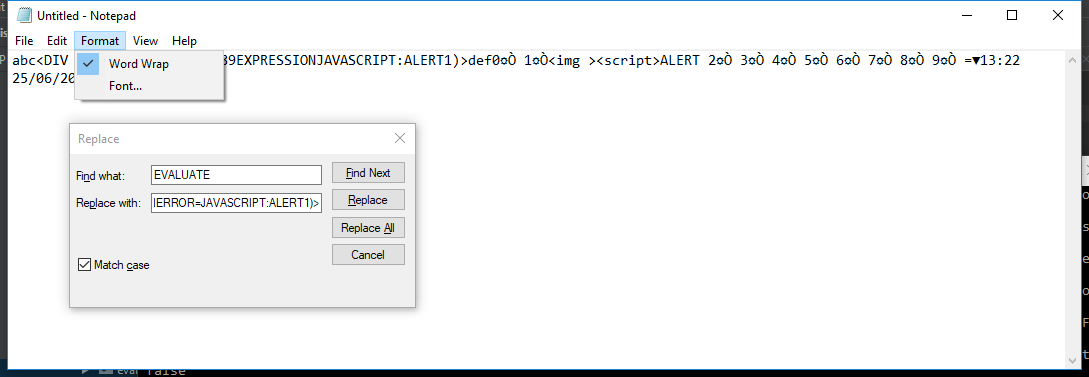 Untitled - Notepad
File Edit Format View Help
abc<DIV 39EXPRESSIONJAVASCRIPT:ALERT1)>def0¤Ò 1¤Ò<img ><script>ALERT 2¤Ò 3¤Ò 4¤Ò 5¤Ò 6¤Ò 7¤Ò 8¤Ò 9¤Ò =▼13:22
25/06/20
Word Wrap
Font...
Replace
Find what: EVALUATE Find Next
Replace with: IERROR=JAVASCRIPT:ALERT1)> Replace
Replace All
Cancel
Match case
eval false